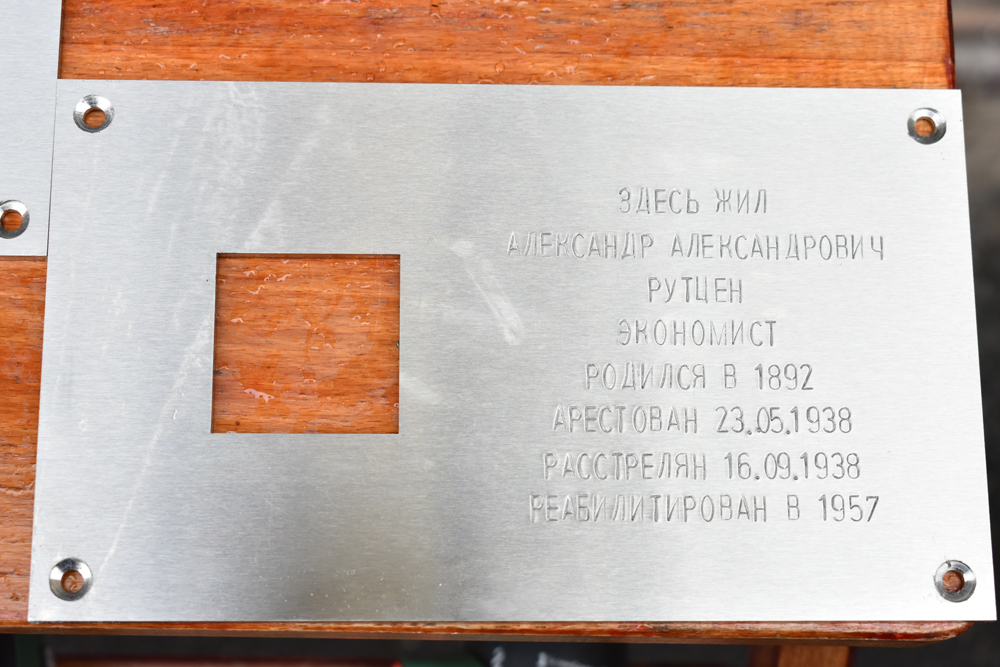 ЗДЕСЬ ЖИЛ
АЛЕКСАНДР АЛЕКСАНДРОВИЧ
РУТЦЕН
ЭКОНОМИСТ
РОДИЛСЯ В 1892
АРЕСТОВАН 23.05.1938
РАССТРЕЛЯН 16.09.1938
РЕАБИЛИТИРОВАН В 1957